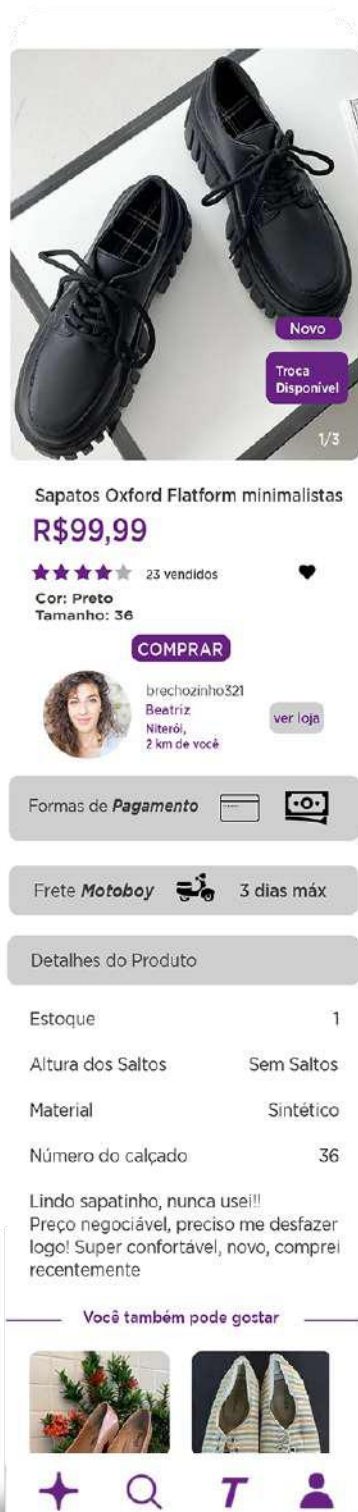 Novo
Troca
Disponível
1/3
Sapatos Oxford Flatform minimalistas
R$99,99
23 vendidos
Cor: Preto
Tamanho: 36
COMPRAR
brechozinho321
Beatriz
Niterói,
2 km de você
ver loja
Formas de Pagamento
Frete Motoboy 3 dias máx
Detalhes do Produto
Estoque 1
Altura dos Saltos Sem Saltos
Material Sintético
Número do calçado 36
Lindo sapatinho, nunca usei!!
Preço negociável, preciso me desfazer
logo! Super confortável, novo, comprei
recentemente
Você também pode gostar
T